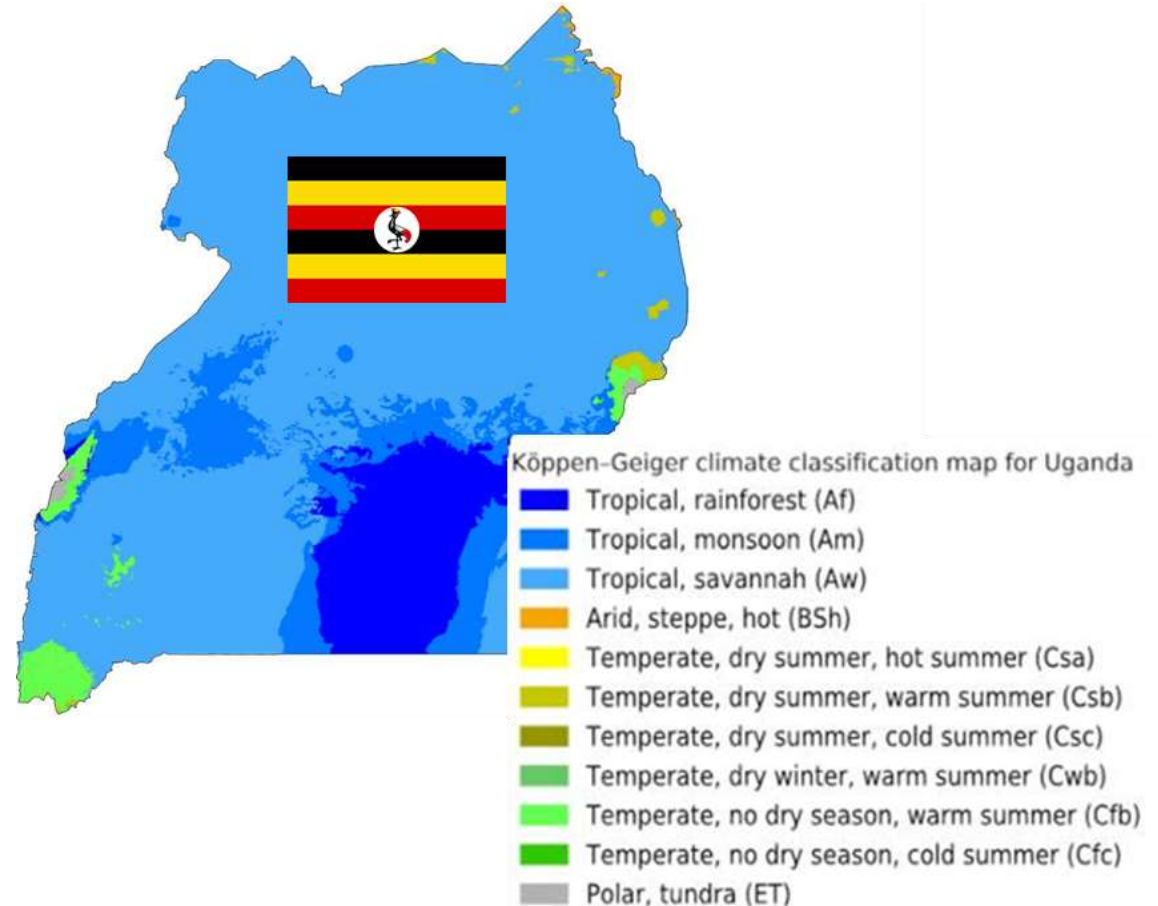 Köppen–Geiger climate classification map for Uganda
Tropical, rainforest (Af)
Tropical, monsoon (Am)
Tropical, savannah (Aw)
Arid, steppe, hot (BSh)
Temperate, dry summer, hot summer (Csa)
Temperate, dry summer, warm summer (Csb)
Temperate, dry summer, cold summer (Csc)
Temperate, dry winter, warm summer (Cwb)
Temperate, no dry season, warm summer (Cfb)
Temperate, no dry season, cold summer (Cfc)
Polar, tundra (ET)